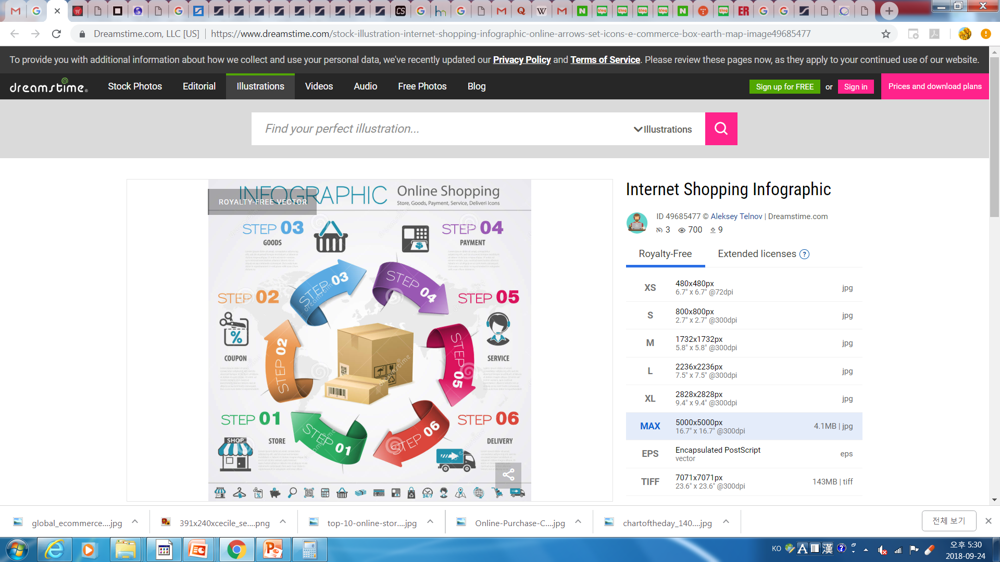 Dreamstime.com, LLC [US] https://www.dreamstime.com/stock-illustration-internet-shopping-infographic-online-arrows-set-icons-e-commerce-box-earth-map-image49685477
To provide you with additional information about how we collect and use your personal data, we've recently updated our Privacy Policy and Terms of Service. Please review these pages now, as they apply to your continued use of our website.
dreamstime Stock Photos Editorial Illustrations Videos Audio Free Photos Blog Sign up for FREE or Sign in Prices and download plans
Find your perfect illustration... Illustrations
INFOGRAPHIC Online Shopping
Store, Goods, Payment, Service, Deliveri Icons
ROYALTY-FREE VECTOR
STEP 03
GOODS
STEP 04
PAYMENT
STEP 03
STEP 04
STEP 02
STEP 05
%
COUPON
SERVICE
STEP 02
STEP 05
STEP 01
STORE
SHOP
STEP 06
DELIVERY
STEP 01
STEP 06
24/7
Internet Shopping Infographic
ID 49685477 © Aleksey Telnov | Dreamstime.com
3 700 9
Royalty-Free Extended licenses ?
XS 480x480px jpg
6.7" x 6.7" @72dpi
S 800x800px jpg
2.7" x 2.7" @300dpi
M 1732x1732px jpg
5.8" x 5.8" @300dpi
L 2236x2236px jpg
7.5" x 7.5" @300dpi
XL 2828x2828px jpg
9.4" x 9.4" @300dpi
MAX 5000x5000px 4.1MB | jpg
16.7" x 16.7" @300dpi
EPS Encapsulated PostScript eps
vector
TIFF 7071x7071px 143MB | tiff
23.6" x 23.6" @300dpi
global_ecommerce....jpg 391x240xcecile_se....png top-10-online-stor....jpg Online-Purchase-C....jpg chartoftheday_140....jpg 전체 보기
KO A 漢 오후 5:30
2018-09-24